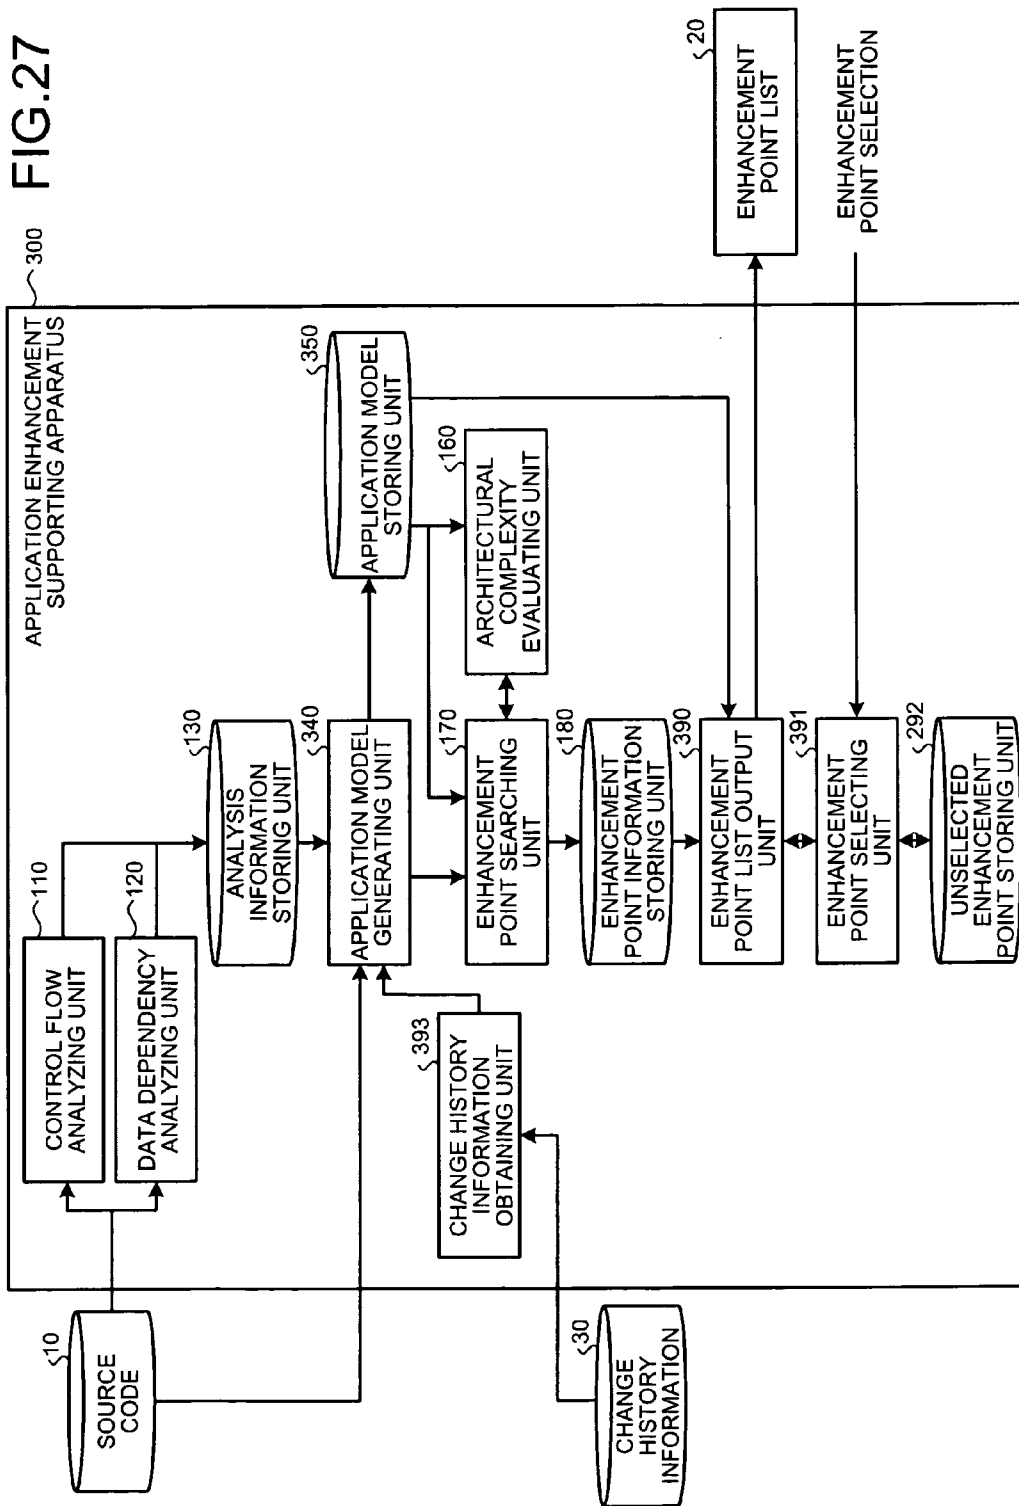 FIG.27
300
APPLICATION ENHANCEMENT
SUPPORTING APPARATUS
10
SOURCE
CODE
110
CONTROL FLOW
ANALYZING UNIT
120
DATA DEPENDENCY
ANALYZING UNIT
130
ANALYSIS
INFORMATION
STORING UNIT
340
APPLICATION MODEL
GENERATING UNIT
350
APPLICATION MODEL
STORING UNIT
393
CHANGE HISTORY
INFORMATION
OBTAINING UNIT
30
CHANGE
HISTORY
INFORMATION
170
ENHANCEMENT
POINT SEARCHING
UNIT
160
ARCHITECTURAL
COMPLEXITY
EVALUATING UNIT
180
ENHANCEMENT
POINT INFORMATION
STORING UNIT
390
ENHANCEMENT
POINT LIST OUTPUT
UNIT
20
ENHANCEMENT
POINT LIST
391
ENHANCEMENT
POINT SELECTING
UNIT
ENHANCEMENT
POINT SELECTION
292
UNSELECTED
ENHANCEMENT
POINT STORING UNIT